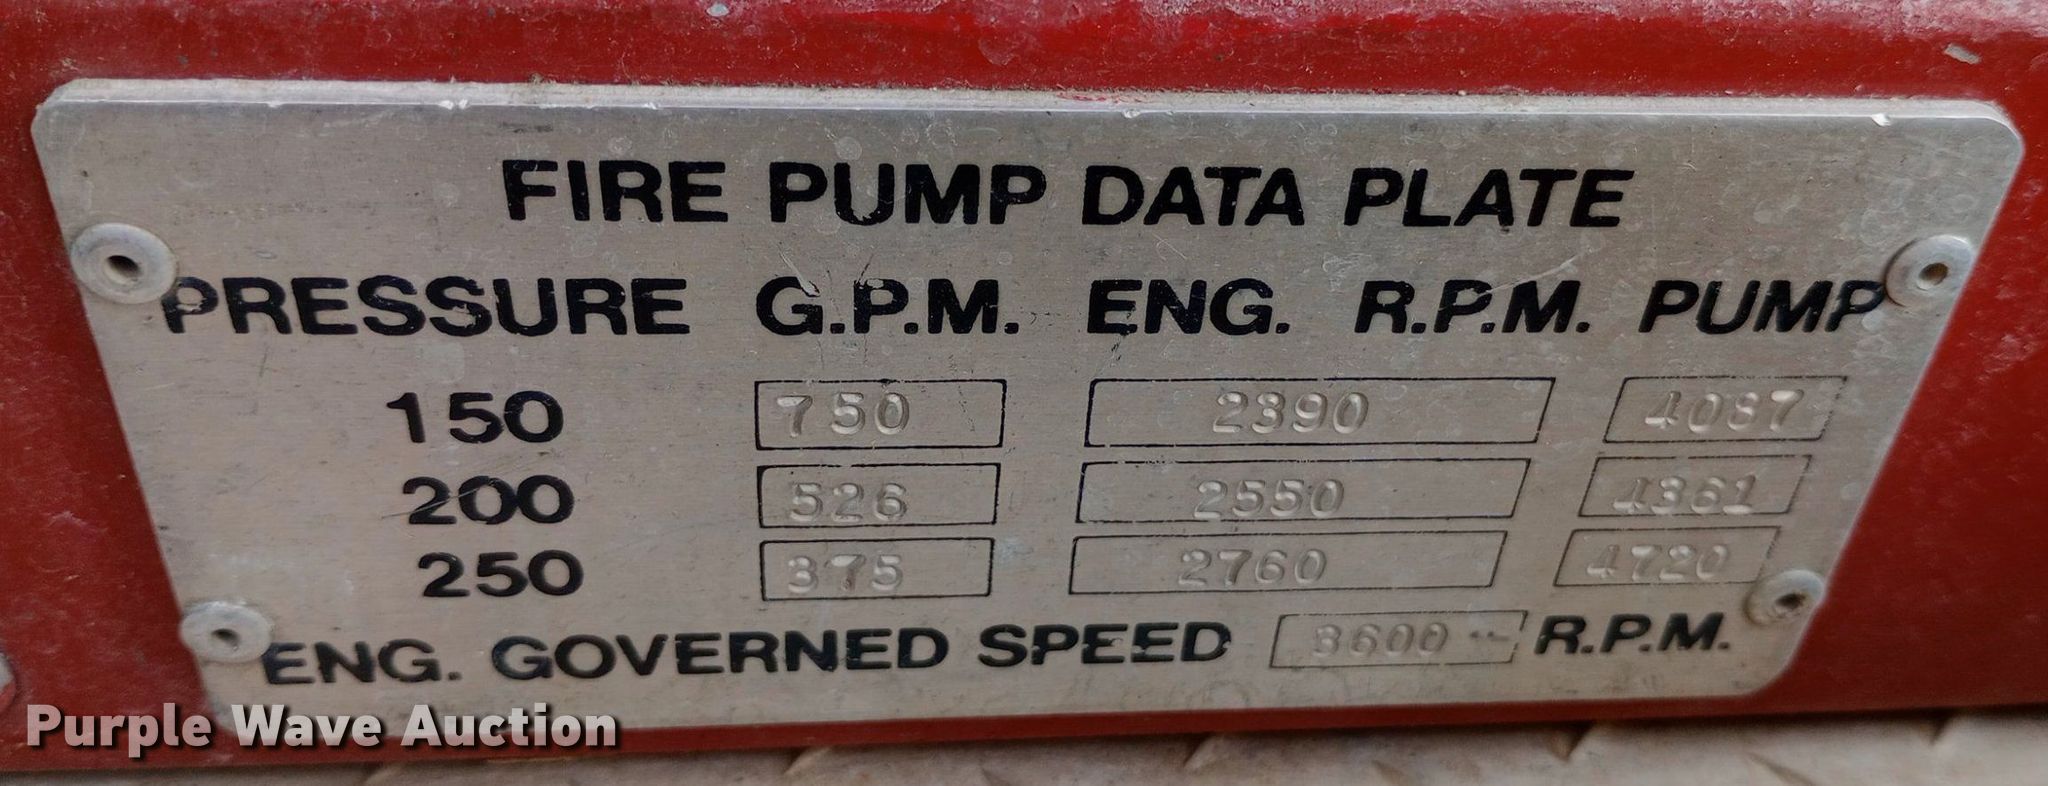 FIRE PUMP DATA PLATE
PRESSURE G.P.M. ENG. R.P.M. PUMP
150 750 2390 4087
200 526 2550 4361
250 375 2760 4720
ENG. GOVERNED SPEED 3600 R.P.M.
Purple Wave Auction